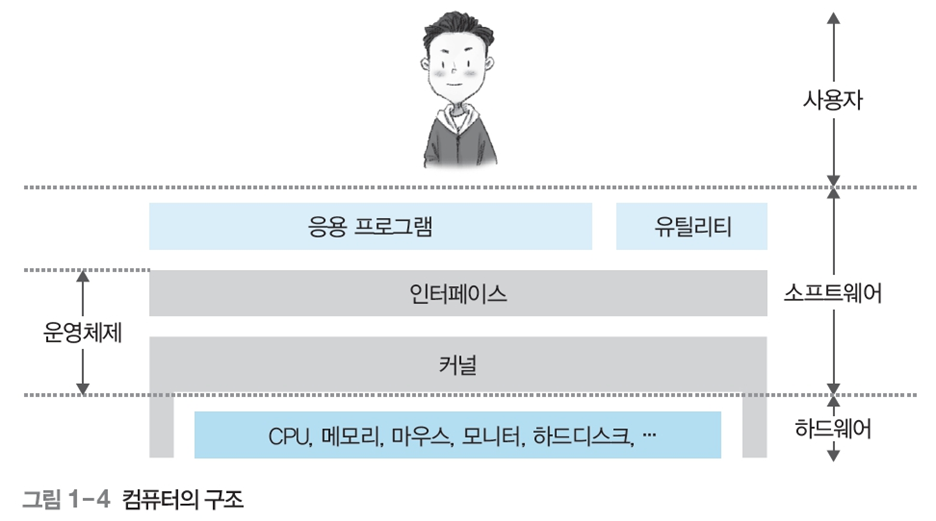 사용자
응용 프로그램
유틸리티
인터페이스
소프트웨어
운영체제
커널
CPU, 메모리, 마우스, 모니터, 하드디스크, …
하드웨어
그림 1-4 컴퓨터의 구조